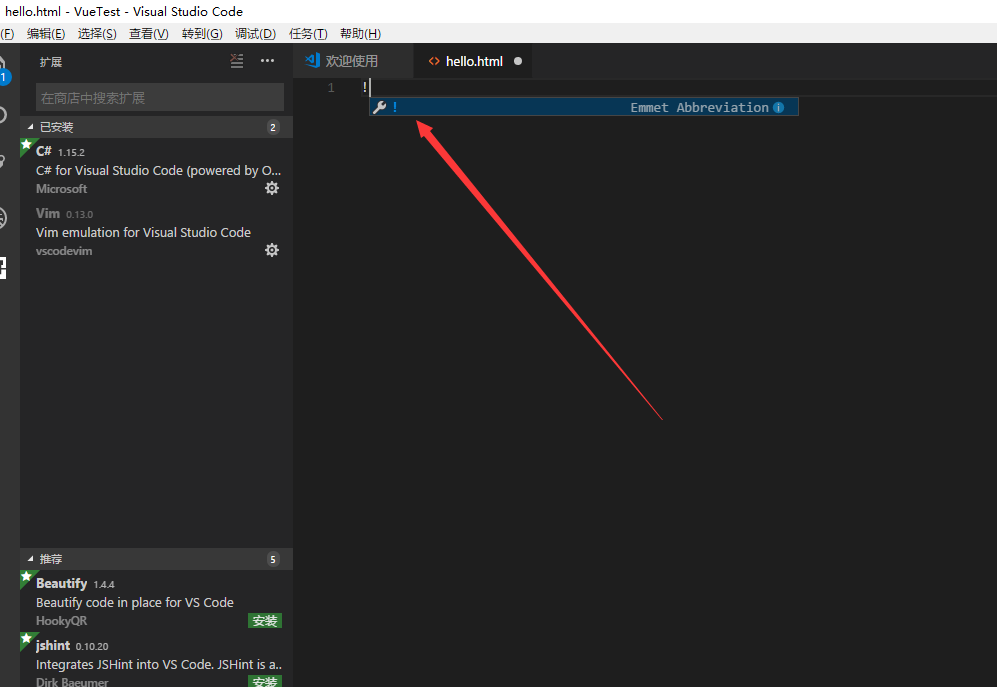 hello.html - VueTest - Visual Studio Code
(F) 编辑(E) 选择(S) 查看(V) 转到(G) 调试(D) 任务(T) 帮助(H)
扩展
欢迎使用
<> hello.html
1
在商店中搜索扩展
1 !
! Emmet Abbreviation
已安装 2
C# 1.15.2
C# for Visual Studio Code (powered by O...
Microsoft
Vim 0.13.0
Vim emulation for Visual Studio Code
vscodevim
推荐 5
Beautify 1.4.4
Beautify code in place for VS Code
HookyQR 安装
jshint 0.10.20
Integrates JSHint into VS Code. JSHint is a..
Dirk Baeumer 安装